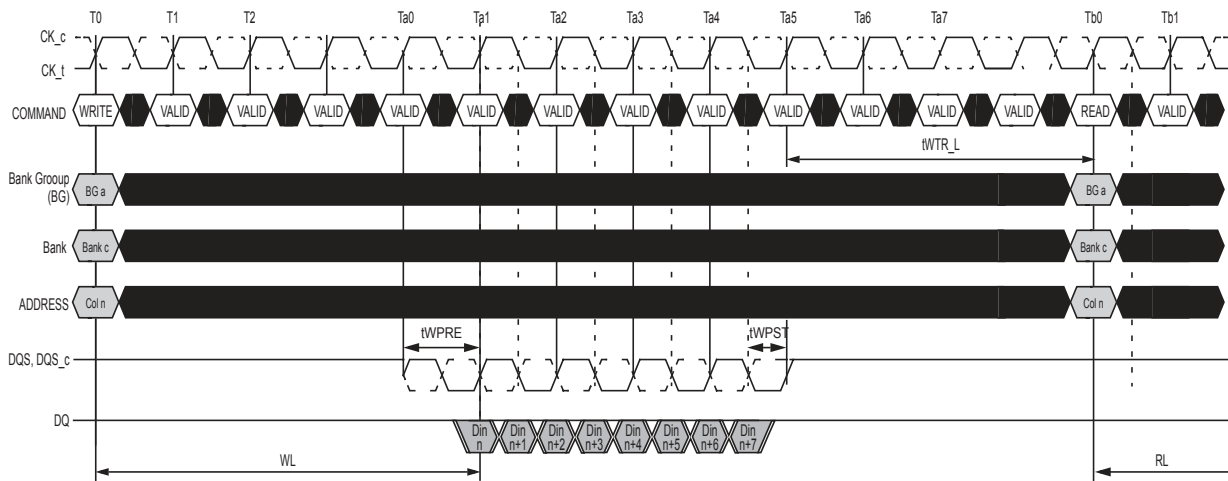 T0 T1 T2 Ta0 Ta1 Ta2 Ta3 Ta4 Ta5 Ta6 Ta7 Tb0 Tb1
CK_c
CK_t
COMMAND WRITE VALID VALID VALID VALID VALID VALID VALID VALID VALID VALID VALID VALID READ VALID
tWTR_L
Bank Grooup
(BG)
BG a BG a
Bank Bank c Bank c
ADDRESS Col n Col n
tWPRE tWPST
DQS, DQS_c
DQ
Din n Din n+1 Din n+2 Din n+3 Din n+4 Din n+5 Din n+6 Din n+7
WL RL